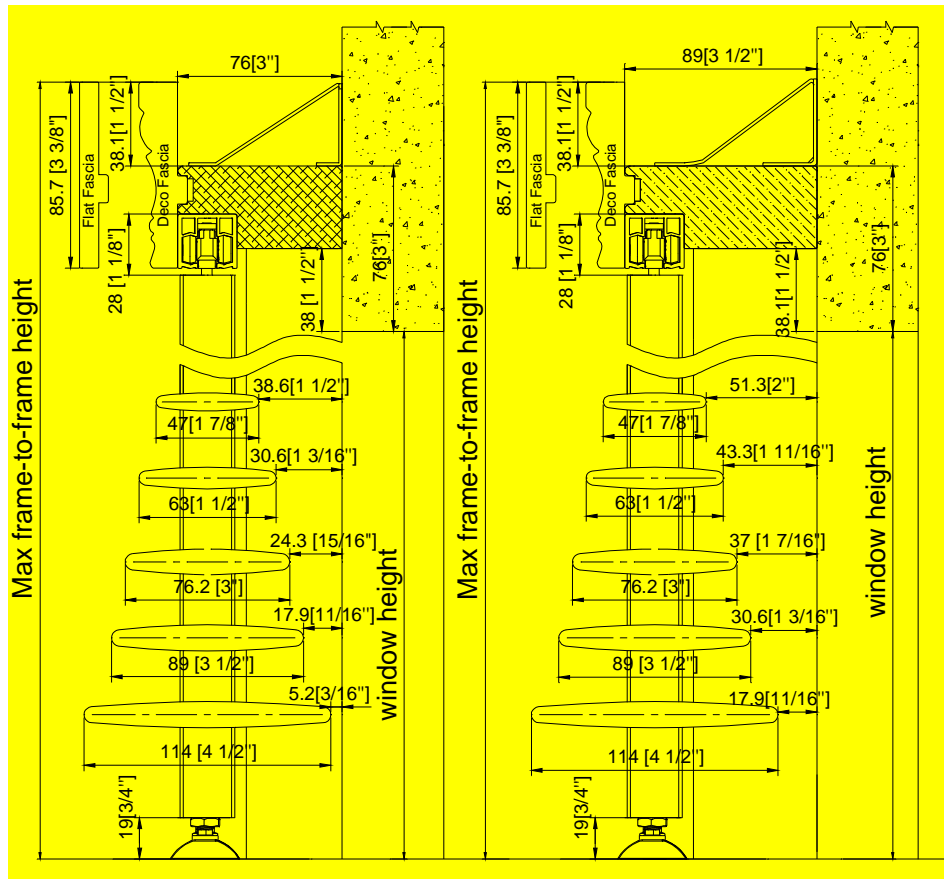 76[3"]
85.7 [3 3/8"]
Flat Fascia
38.1[1 1/2"]
Deco Fascia
28 [1 1/8"]
38 [1 1/2"]
76[3"]
Max frame-to-frame height
38.6[1 1/2"]
47[1 7/8"]
30.6[1 3/16"]
63[1 1/2"]
24.3 [15/16"]
76.2 [3"]
17.9[11/16"]
89 [3 1/2"]
5.2[3/16"]
114 [4 1/2"]
window height
19[3/4"]
89[3 1/2"]
85.7 [3 3/8"]
Flat Fascia
38.1[1 1/2"]
Deco Fascia
28 [1 1/8"]
38.1[1 1/2"]
76[3"]
Max frame-to-frame height
51.3[2"]
47[1 7/8"]
43.3[1 11/16"]
63[1 1/2"]
37 [1 7/16"]
76.2 [3"]
30.6[1 3/16"]
89 [3 1/2"]
17.9[11/16"]
114 [4 1/2"]
window height
19[3/4"]